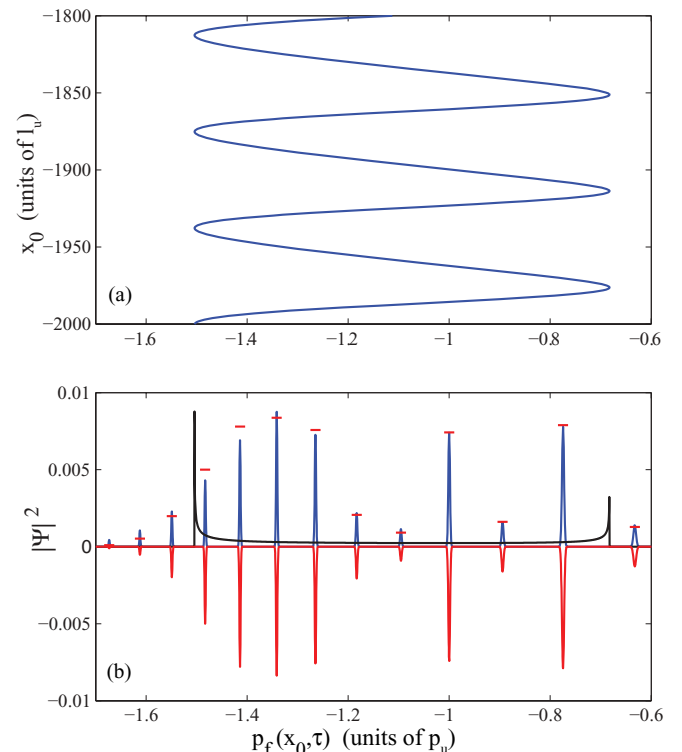 −1800
−1850
−1900
−1950
−2000
x₀ (units of lᵤ)
(a)
−1.6 −1.4 −1.2 −1 −0.8 −0.6
0.01
0.005
0
−0.005
−0.01
|Ψ|²
(b)
−1.6 −1.4 −1.2 −1 −0.8 −0.6
p_f(x₀,τ) (units of pᵤ)